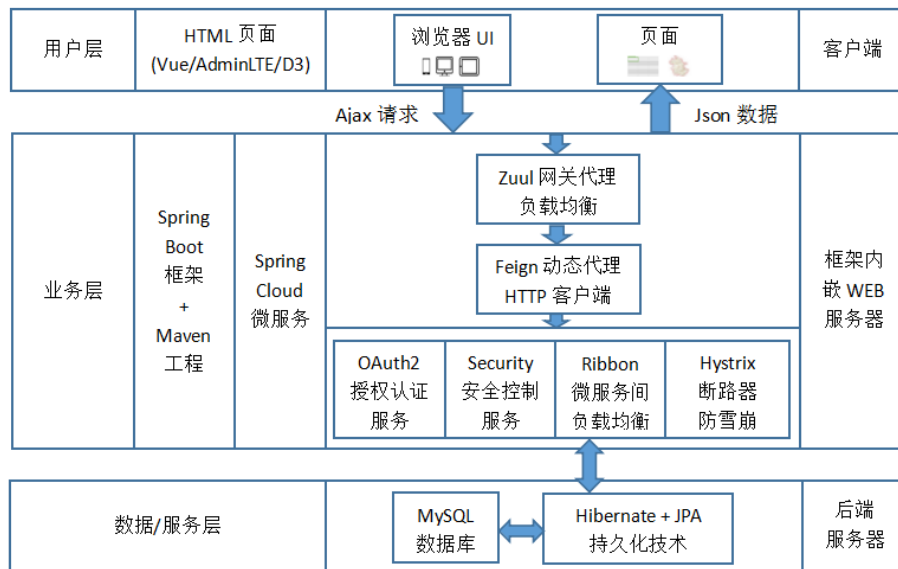 用户层
HTML 页面
(Vue/AdminLTE/D3)
浏览器 UI
页面
客户端
Ajax 请求
Json 数据
业务层
Spring
Boot
框架
+
Maven
工程
Spring
Cloud
微服务
Zuul 网关代理
负载均衡
Feign 动态代理
HTTP 客户端
OAuth2
授权认证
服务
Security
安全控制
服务
Ribbon
微服务间
负载均衡
Hystrix
断路器
防雪崩
框架内
嵌 WEB
服务器
数据/服务层
MySQL
数据库
Hibernate + JPA
持久化技术
后端
服务器